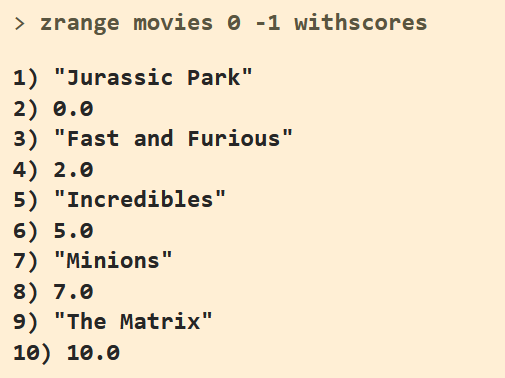 > zrange movies 0 -1 withscores
1) "Jurassic Park"
2) 0.0
3) "Fast and Furious"
4) 2.0
5) "Incredibles"
6) 5.0
7) "Minions"
8) 7.0
9) "The Matrix"
10) 10.0